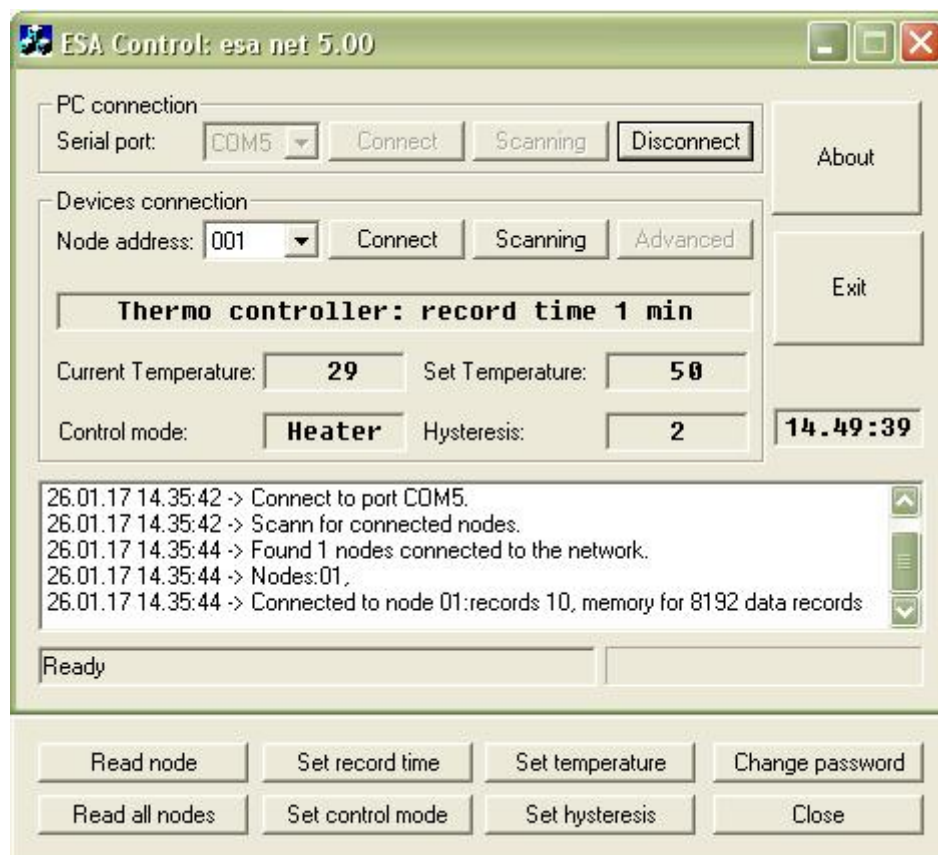 ESA Control: esa net 5.00
PC connection
Serial port: COM5 Connect Scanning Disconnect
About
Devices connection
Node address: 001 Connect Scanning Advanced
Exit
Thermo controller: record time 1 min
Current Temperature: 29 Set Temperature: 50
Control mode: Heater Hysteresis: 2
14.49:39
26.01.17 14.35:42 -> Connect to port COM5.
26.01.17 14.35:42 -> Scann for connected nodes.
26.01.17 14.35:44 -> Found 1 nodes connected to the network.
26.01.17 14.35:44 -> Nodes:01,
26.01.17 14.35:44 -> Connected to node 01:records 10, memory for 8192 data records
Ready
Read node Set record time Set temperature Change password
Read all nodes Set control mode Set hysteresis Close